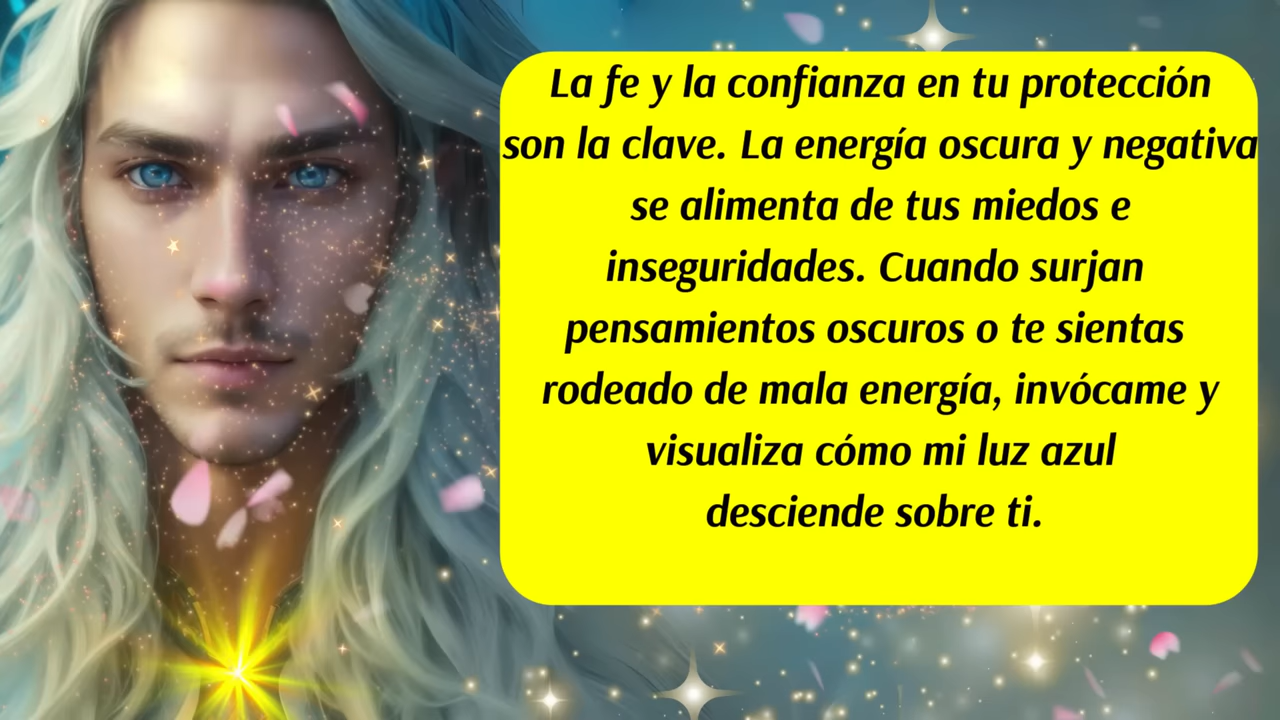 La fe y la confianza en tu protección
son la clave. La energía oscura y negativa
se alimenta de tus miedos e
inseguridades. Cuando surjan
pensamientos oscuros o te sientas
rodeado de mala energía, invócame y
visualiza cómo mi luz azul
desciende sobre ti.